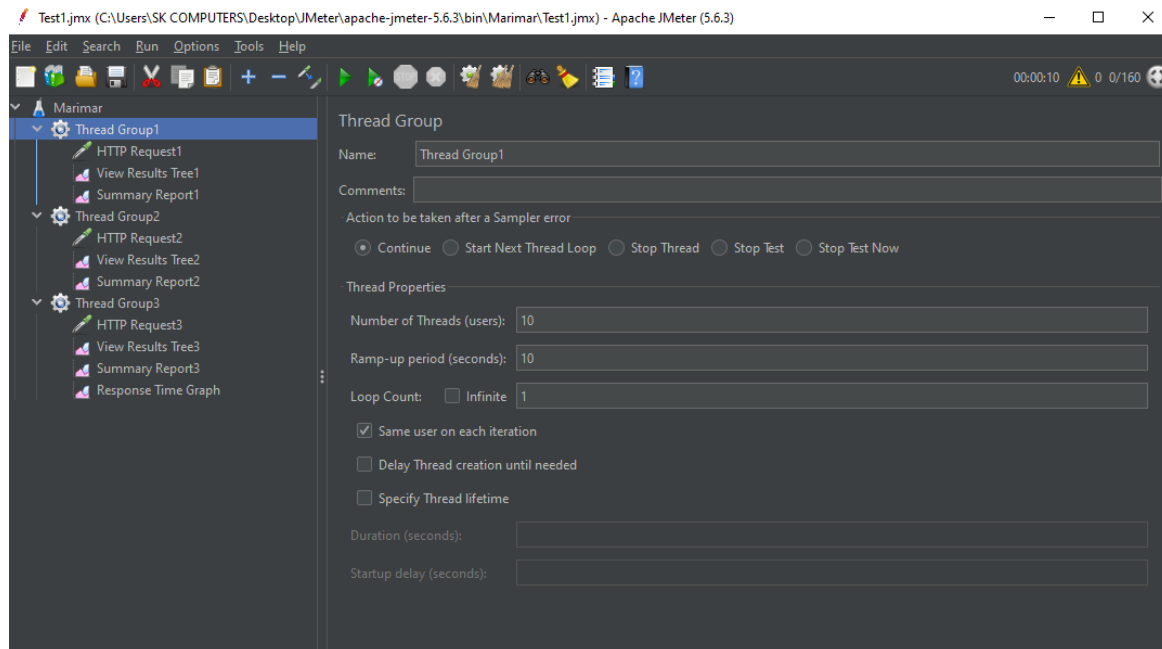 Test1.jmx (C:\Users\SK COMPUTERS\Desktop\JMeter\apache-jmeter-5.6.3\bin\Marimar\Test1.jmx) - Apache JMeter (5.6.3)
File Edit Search Run Options Tools Help
00:00:10 0 0/160
Marimar
Thread Group1
HTTP Request1
View Results Tree1
Summary Report1
Thread Group2
HTTP Request2
View Results Tree2
Summary Report2
Thread Group3
HTTP Request3
View Results Tree3
Summary Report3
Response Time Graph
Thread Group
Name: Thread Group1
Comments:
Action to be taken after a Sampler error
Continue Start Next Thread Loop Stop Thread Stop Test Stop Test Now
Thread Properties
Number of Threads (users): 10
Ramp-up period (seconds): 10
Loop Count: Infinite 1
Same user on each iteration
Delay Thread creation until needed
Specify Thread lifetime
Duration (seconds):
Startup delay (seconds):